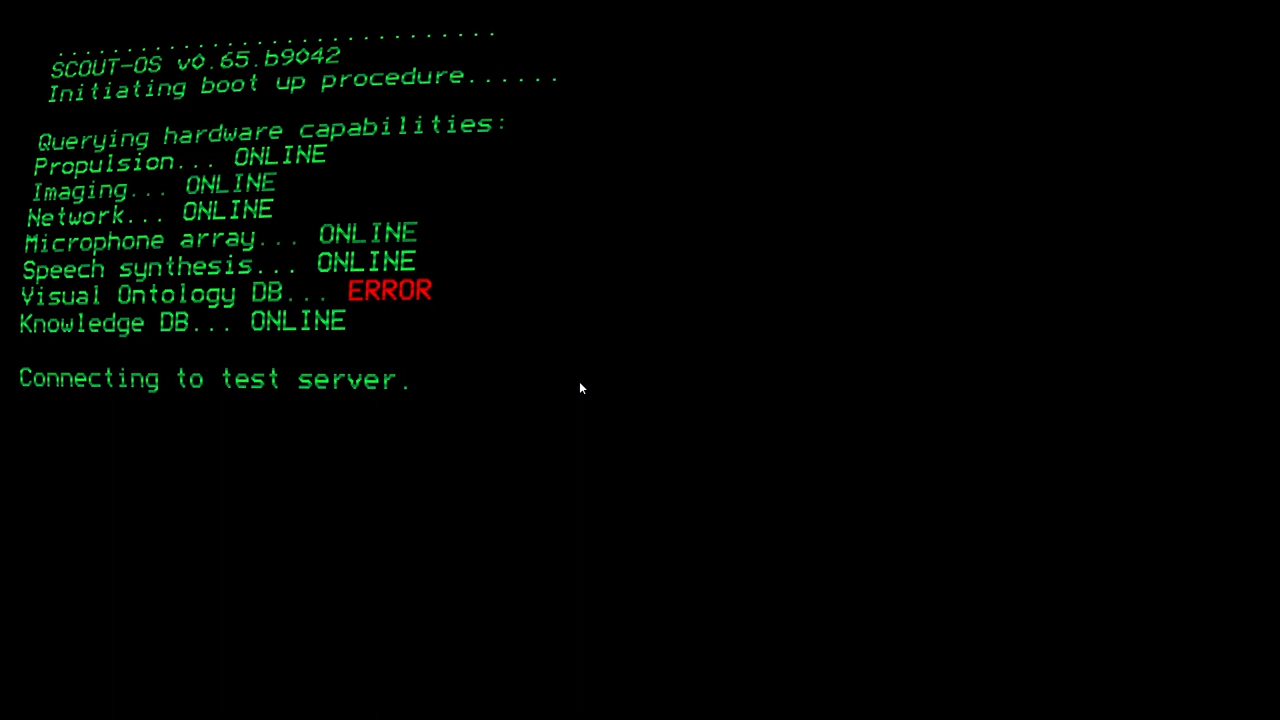 ................................
SCOUT-OS v0.65.b9042
Initiating boot up procedure......
Querying hardware capabilities:
Propulsion... ONLINE
Imaging... ONLINE
Network... ONLINE
Microphone array... ONLINE
Speech synthesis... ONLINE
Visual Ontology DB... ERROR
Knowledge DB... ONLINE
Connecting to test server.